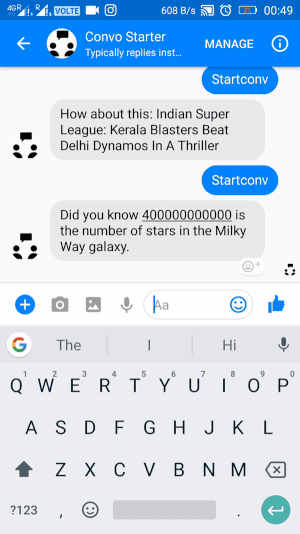 4GR R VOLTE 608 B/s 00:49
Convo Starter
Typically replies inst...
MANAGE
Startconv
How about this: Indian Super
League: Kerala Blasters Beat
Delhi Dynamos In A Thriller
Startconv
Did you know 400000000000 is
the number of stars in the Milky
Way galaxy.
Aa
G The I Hi
1 2 3 4 5 6 7 8 9 0
Q W E R T Y U I O P
A S D F G H J K L
Z X C V B N M
?123 , .